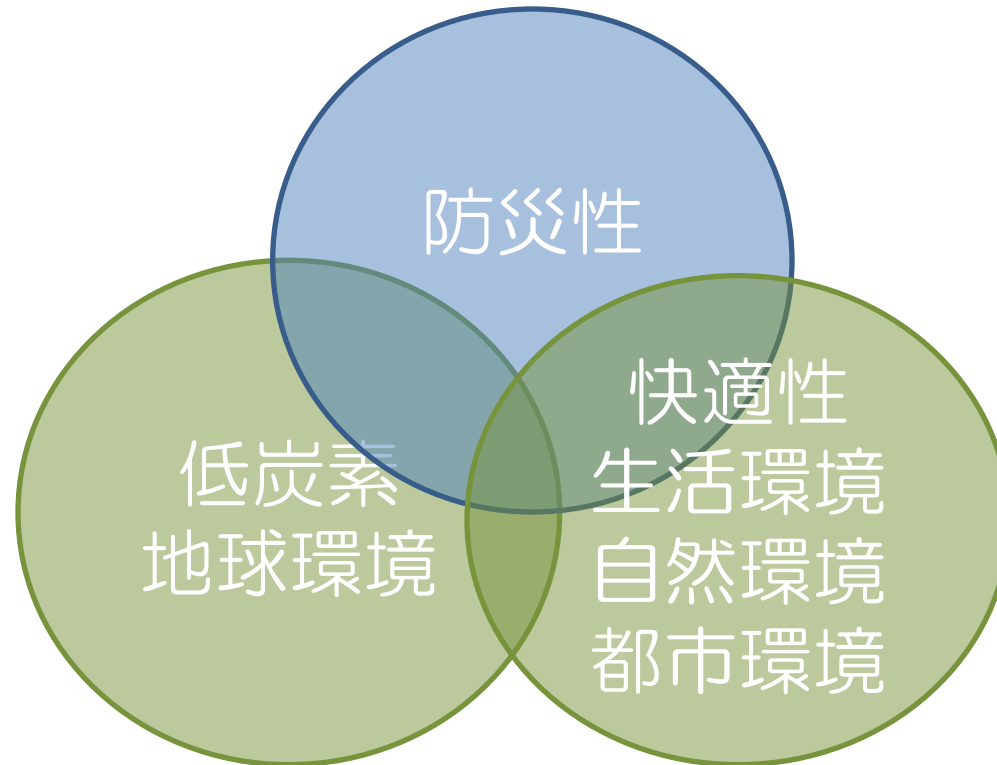 防災性
低炭素
地球環境
快適性
生活環境
自然環境
都市環境